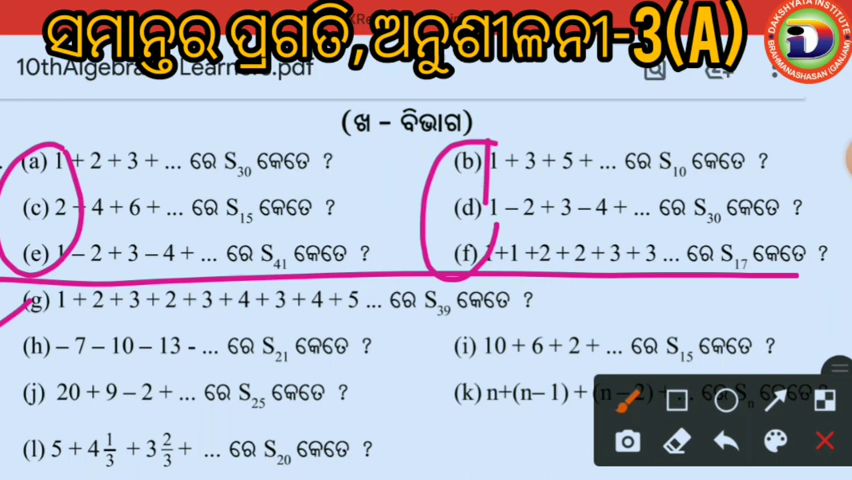 ସମାନ୍ତର ପ୍ରଗତି,ଅନୁଶୀଳନୀ-3(A)
DAKSHYATA INSTITUTE
BRAHMANASHASAN (GANJAM)
10thAlgebra Learners.pdf
(ଖ – ବିଭାଗ)
(a) 1 + 2 + 3 + ... ରେ S₃₀ କେତେ ?
(b) 1 + 3 + 5 + ... ରେ S₁₀ କେତେ ?
(c) 2 + 4 + 6 + ... ରେ S₁₅ କେତେ ?
(d) 1 – 2 + 3 – 4 + ... ରେ S₃₀ କେତେ ?
(e) 1 – 2 + 3 – 4 + ... ରେ S₄₁ କେତେ ?
(f) 1+1 +2 + 2 + 3 + 3 ... ରେ S₁₇ କେତେ ?
(g) 1 + 2 + 3 + 2 + 3 + 4 + 3 + 4 + 5 ... ରେ S₃₉ କେତେ ?
(h) – 7 – 10 – 13 - ... ରେ S₂₁ କେତେ ?
(i) 10 + 6 + 2 + ... ରେ S₁₅ କେତେ ?
(j) 20 + 9 – 2 + ... ରେ S₂₅ କେତେ ?
(k) n+(n– 1) + (n – 2) + ... ରେ Sₙ କେତେ ?
(l) 5 + 4 1/3 + 3 2/3 + ... ରେ S₂₀ କେତେ ?